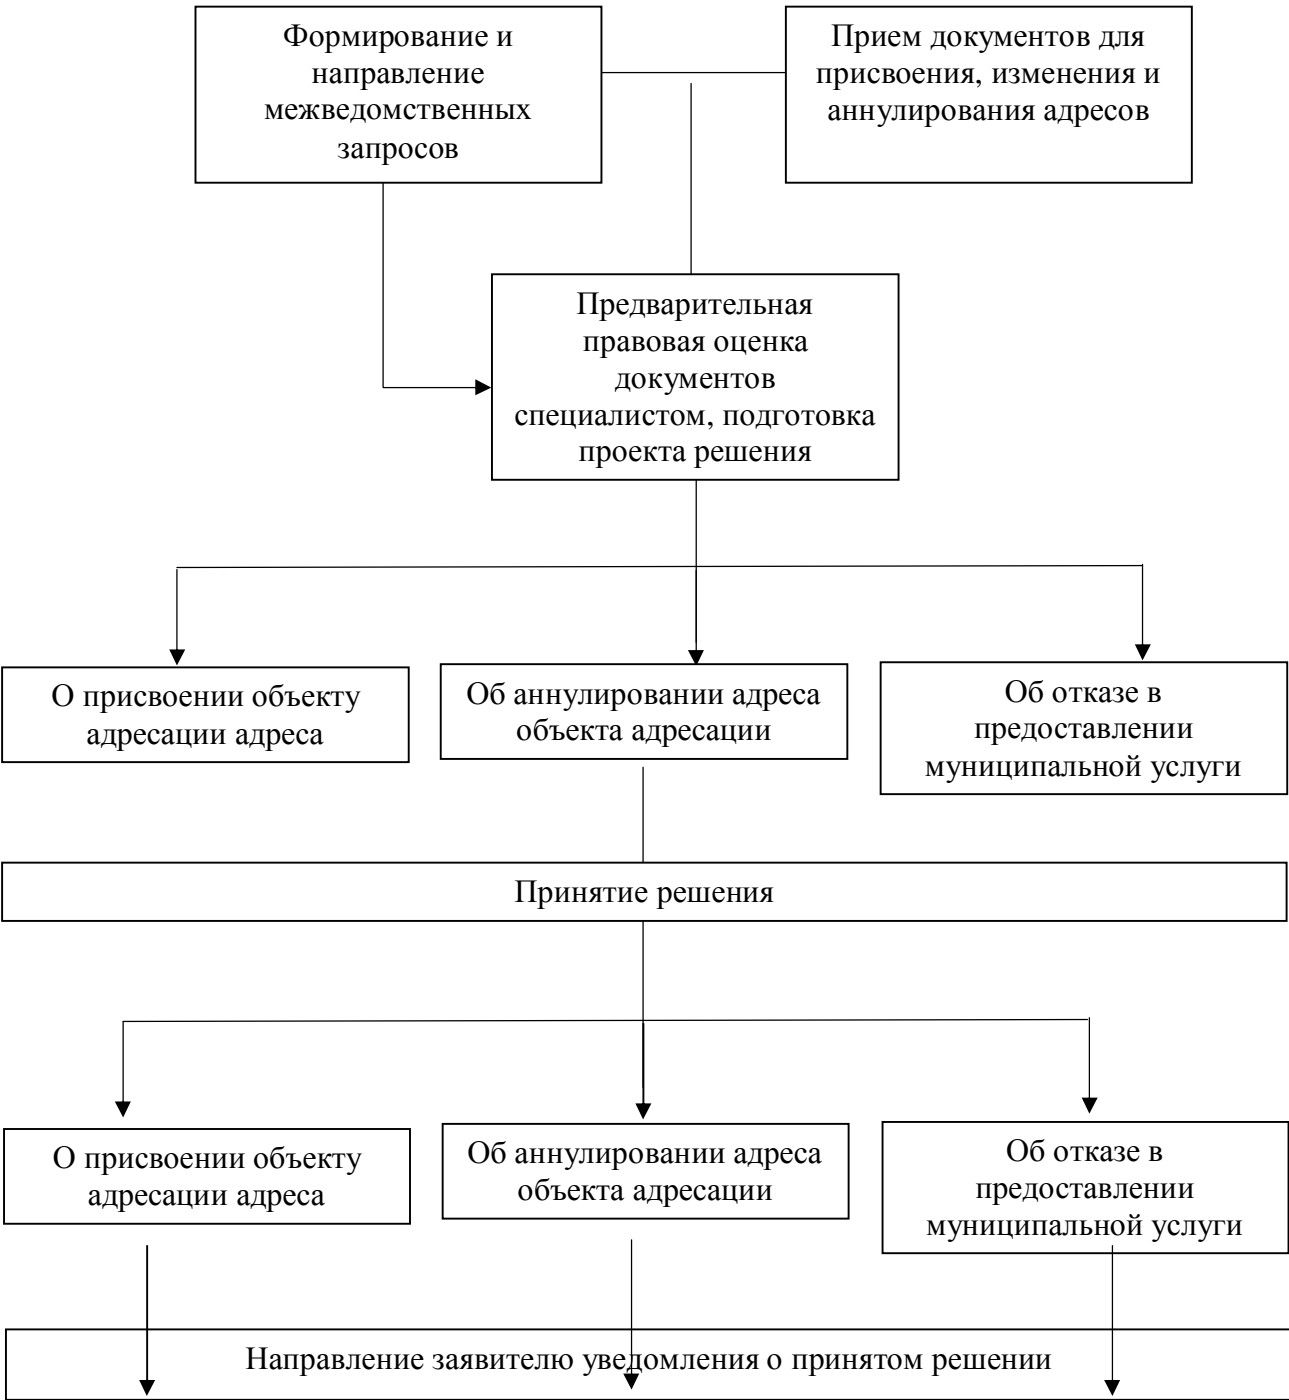 Формирование и
направление
межведомственных
запросов
Прием документов для
присвоения, изменения и
аннулирования адресов
Предварительная
правовая оценка
документов
специалистом, подготовка
проекта решения
О присвоении объекту
адресации адреса
Об аннулировании адреса
объекта адресации
Об отказе в
предоставлении
муниципальной услуги
Принятие решения
О присвоении объекту
адресации адреса
Об аннулировании адреса
объекта адресации
Об отказе в
предоставлении
муниципальной услуги
Направление заявителю уведомления о принятом решении